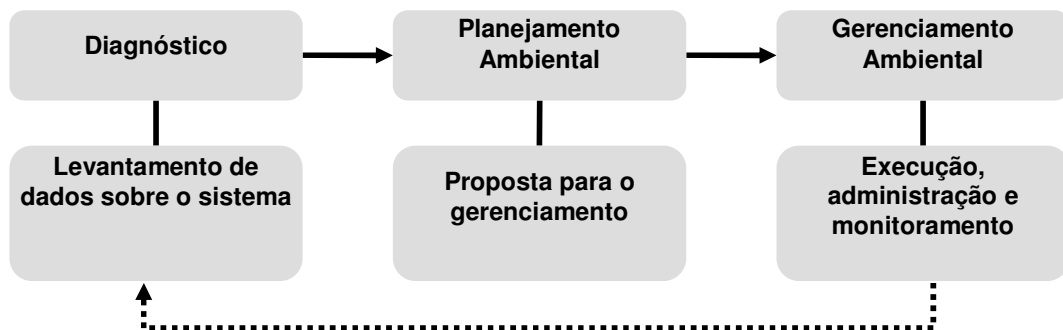 Diagnóstico
Planejamento
Ambiental
Gerenciamento
Ambiental
Levantamento de
dados sobre o sistema
Proposta para o
gerenciamento
Execução,
administração e
monitoramento